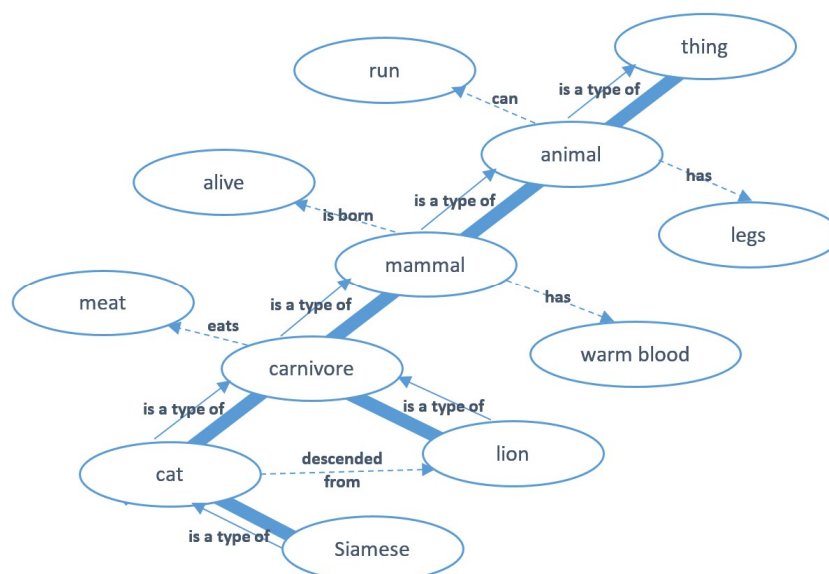 thing
run
is a type of
can
animal
alive
has
is a type of
is born
legs
mammal
meat
is a type of
has
eats
warm blood
carnivore
is a type of
is a type of
lion
descended
from
cat
is a type of
Siamese